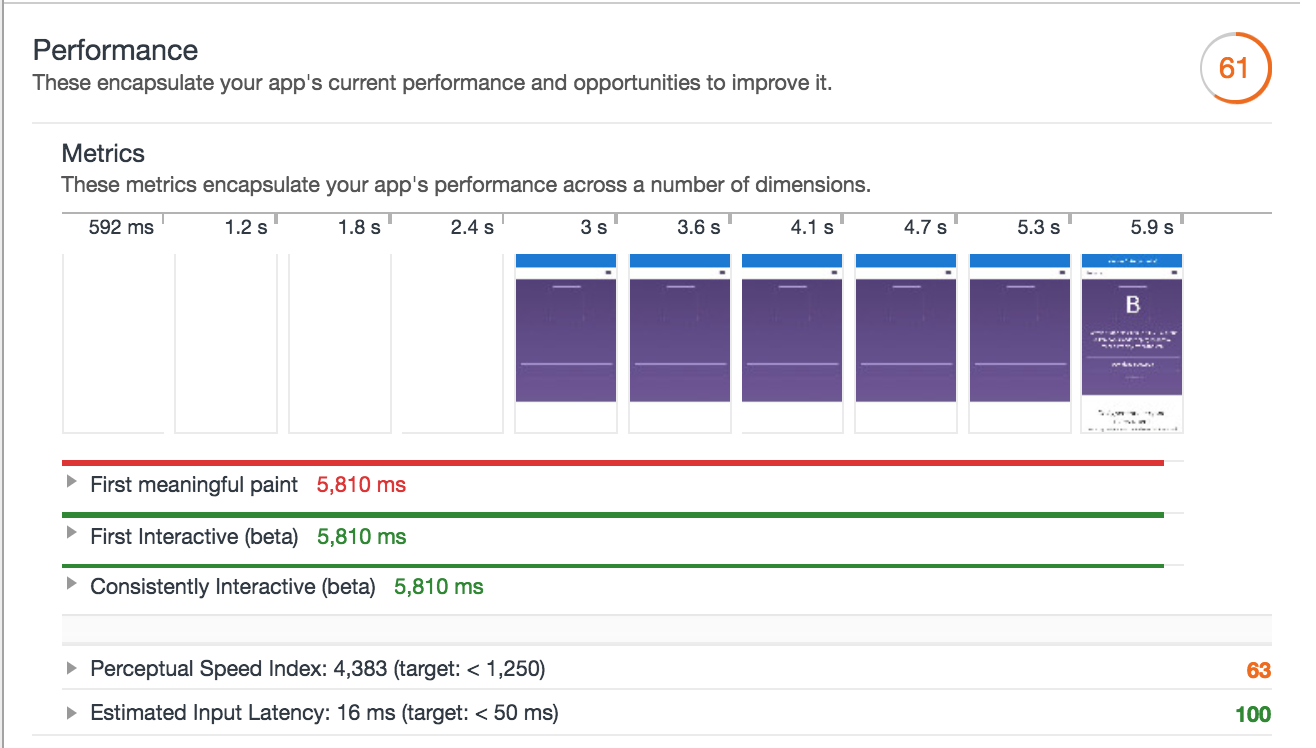 Performance
61
These encapsulate your app's current performance and opportunities to improve it.
Metrics
These metrics encapsulate your app's performance across a number of dimensions.
592 ms 1.2 s 1.8 s 2.4 s 3 s 3.6 s 4.1 s 4.7 s 5.3 s 5.9 s
B
First meaningful paint 5,810 ms
First Interactive (beta) 5,810 ms
Consistently Interactive (beta) 5,810 ms
Perceptual Speed Index: 4,383 (target: < 1,250) 63
Estimated Input Latency: 16 ms (target: < 50 ms) 100